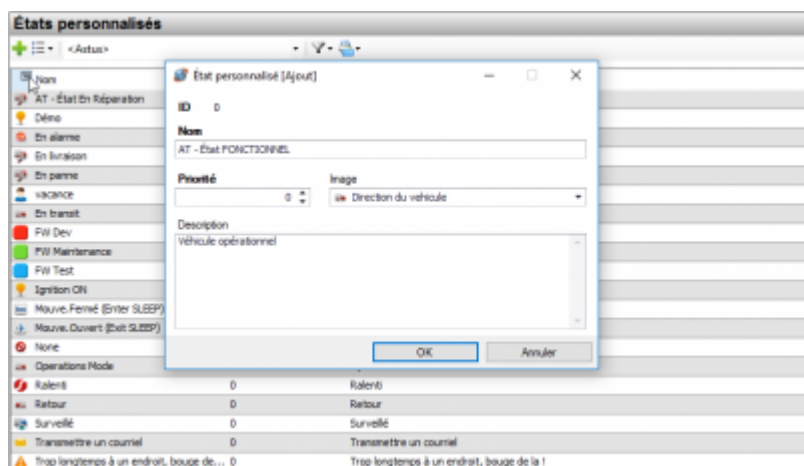 États personnalisés
<Astus>
Nom
AT - État En Réparation
Démo
En alarme
En livraison
En panne
vacance
En transit
FW Dev
FW Maintenance
FW Test
Ignition ON
Mouve. Fermé (Enter SLEEP)
Mouve. Ouvert (Exit SLEEP)
None
Operations Mode
Ralenti 0 Ralenti
Retour 0 Retour
Surveillé 0 Surveillé
Transmettre un courriel 0 Transmettre un courriel
Trop longtemps à un endroit, bouge de... 0 Trop longtemps à un endroit, bouge de la !
État personnalisé [Ajout]
ID 0
Nom
AT - État FONCTIONNEL
Priorité Image
0 Direction du vehicule
Description
Véhicule opérationnel
OK Annuler